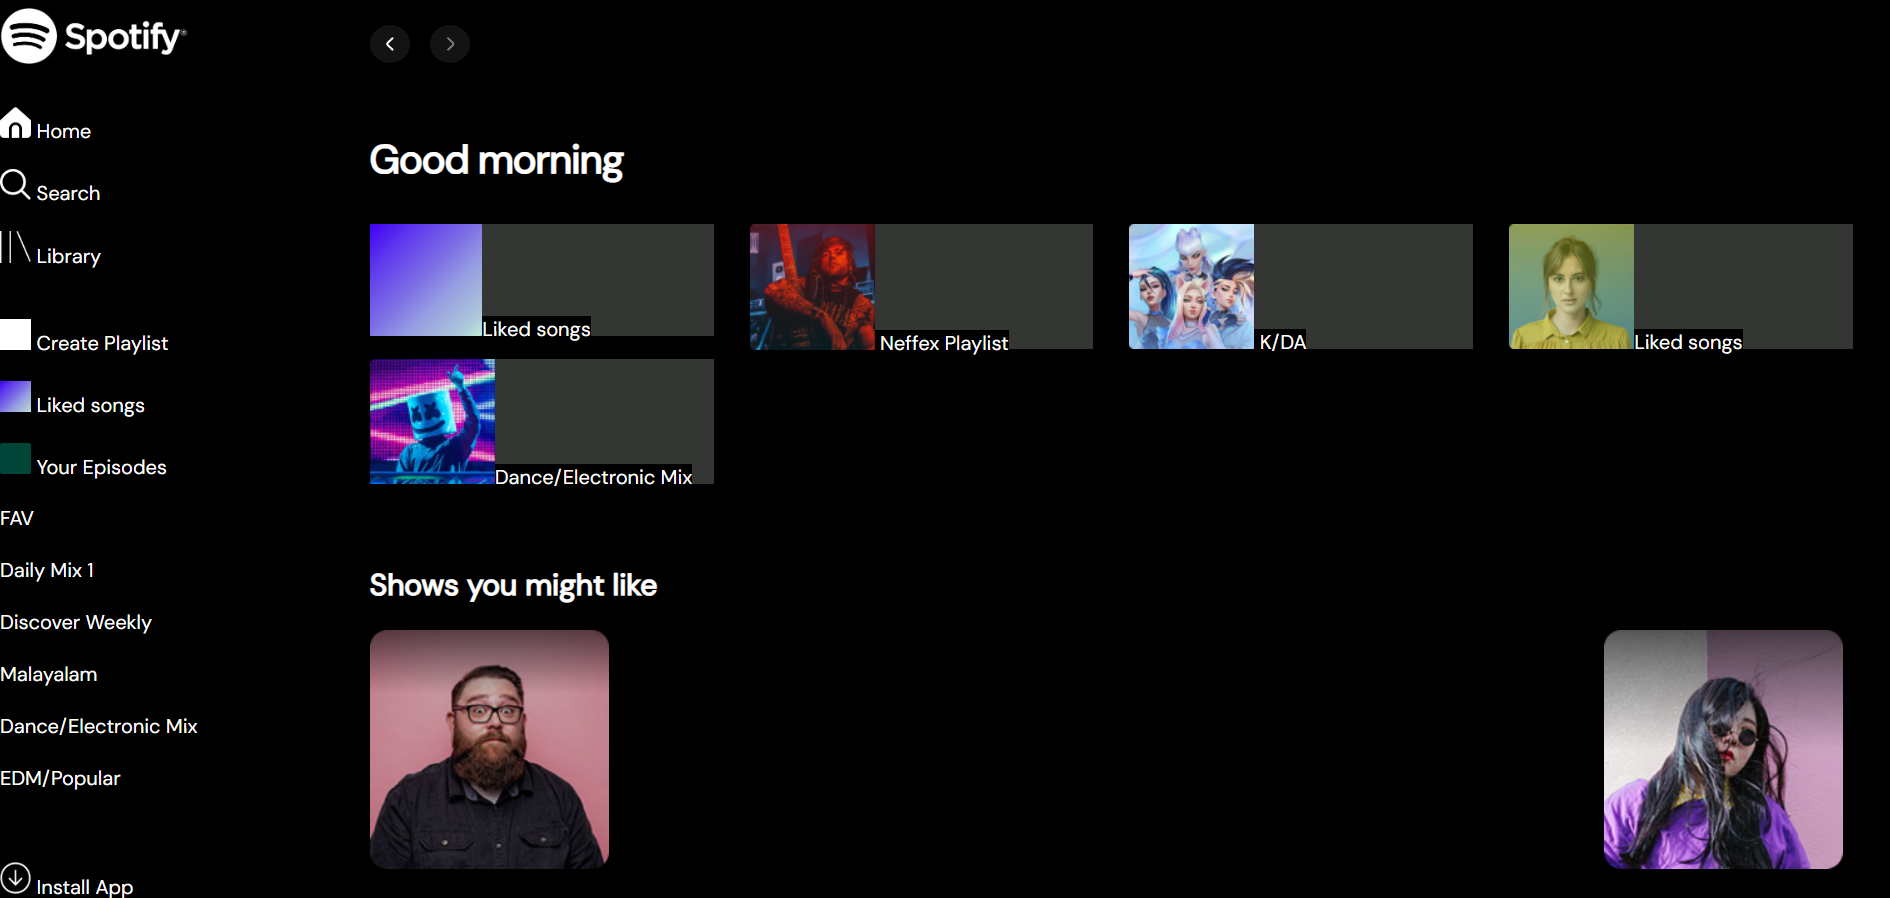 Spotify®
Home
Search
Library
Create Playlist
Liked songs
Your Episodes
FAV
Daily Mix 1
Discover Weekly
Malayalam
Dance/Electronic Mix
EDM/Popular
Install App
Good morning
Liked songs
Neffex Playlist
K/DA
Liked songs
Dance/Electronic Mix
Shows you might like